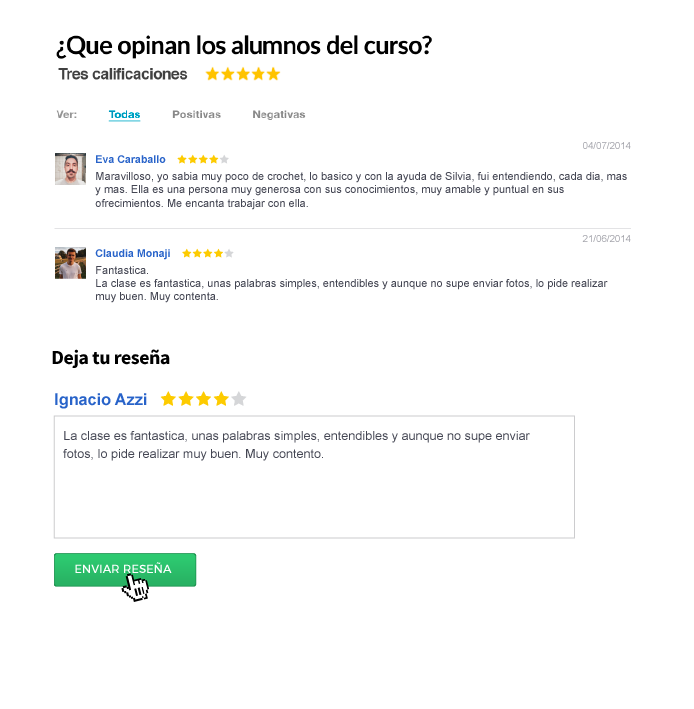 ¿Que opinan los alumnos del curso?
Tres calificaciones
Ver: Todas Positivas Negativas
04/07/2014
Eva Caraballo
Maravilloso, yo sabia muy poco de crochet, lo basico y con la ayuda de Silvia, fui entendiendo, cada dia, mas
y mas. Ella es una persona muy generosa con sus conocimientos, muy amable y puntual en sus
ofrecimientos. Me encanta trabajar con ella.
21/06/2014
Claudia Monaji
Fantastica.
La clase es fantastica, unas palabras simples, entendibles y aunque no supe enviar fotos, lo pide realizar
muy buen. Muy contenta.
Deja tu reseña
Ignacio Azzi
La clase es fantastica, unas palabras simples, entendibles y aunque no supe enviar
fotos, lo pide realizar muy buen. Muy contento.
ENVIAR RESEÑA